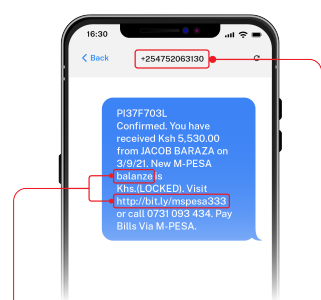 16:30
Back
+254752063130
PI37F703L
Confirmed. You have
received Ksh 5,530.00
from JACOB BARAZA on
3/9/21. New M-PESA
balanze is
Khs.(LOCKED). Visit
http://bit.ly/mspesa333
or call 0731 093 434. Pay
Bills Via M-PESA.